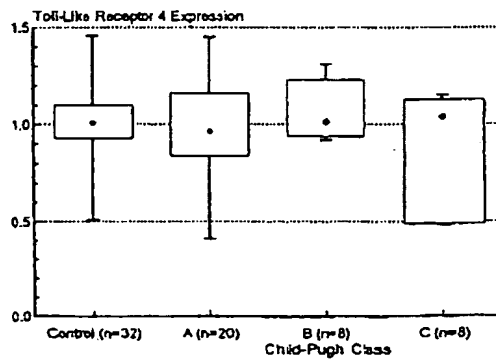 Toll-Like Receptor 4 Expression
1.5
1.0
0.5
0.0
Control (n=32) A (n=20) B (n=8) C (n=8)
Child-Pugh Class